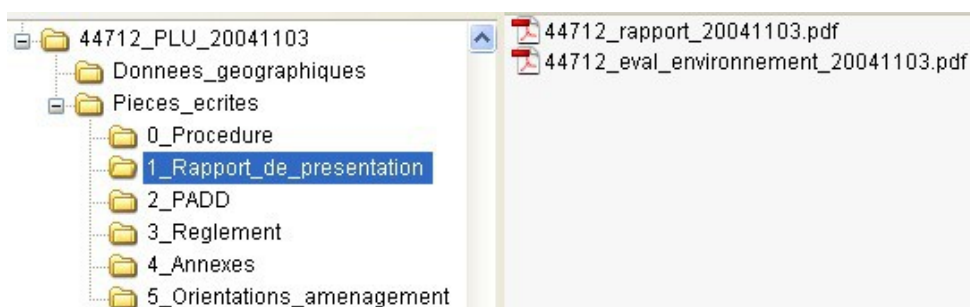 44712_PLU_20041103
Donnees_geographiques
Pieces_ecrites
0_Procedure
1_Rapport_de_presentation
2_PADD
3_Reglement
4_Annexes
5_Orientations_amenagement
44712_rapport_20041103.pdf
44712_eval_environnement_20041103.pdf